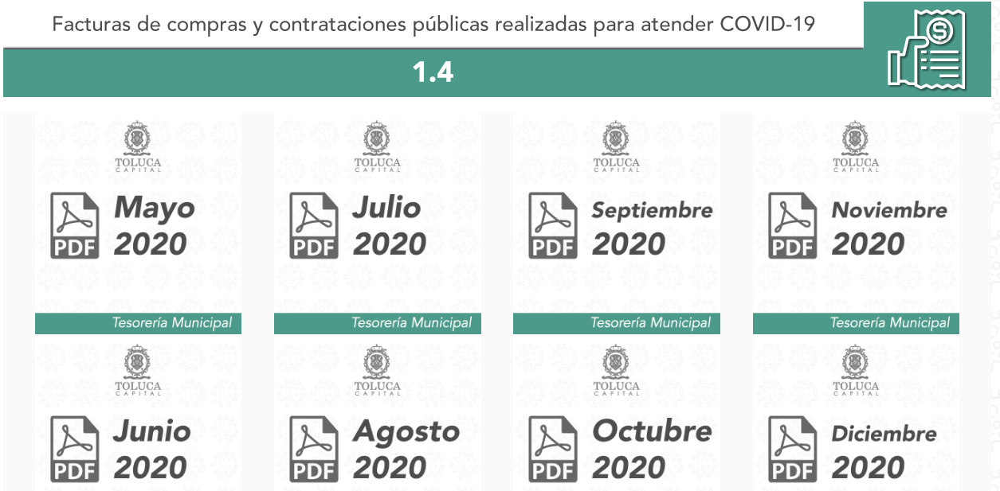 Facturas de compras y contrataciones públicas realizadas para atender COVID-19
1.4
TOLUCA
CAPITAL
PDF
Mayo
2020
Tesorería Municipal
TOLUCA
CAPITAL
PDF
Julio
2020
Tesorería Municipal
TOLUCA
CAPITAL
PDF
Septiembre
2020
Tesorería Municipal
TOLUCA
CAPITAL
PDF
Noviembre
2020
Tesorería Municipal
TOLUCA
CAPITAL
PDF
Junio
2020
TOLUCA
CAPITAL
PDF
Agosto
2020
TOLUCA
CAPITAL
PDF
Octubre
2020
TOLUCA
CAPITAL
PDF
Diciembre
2020